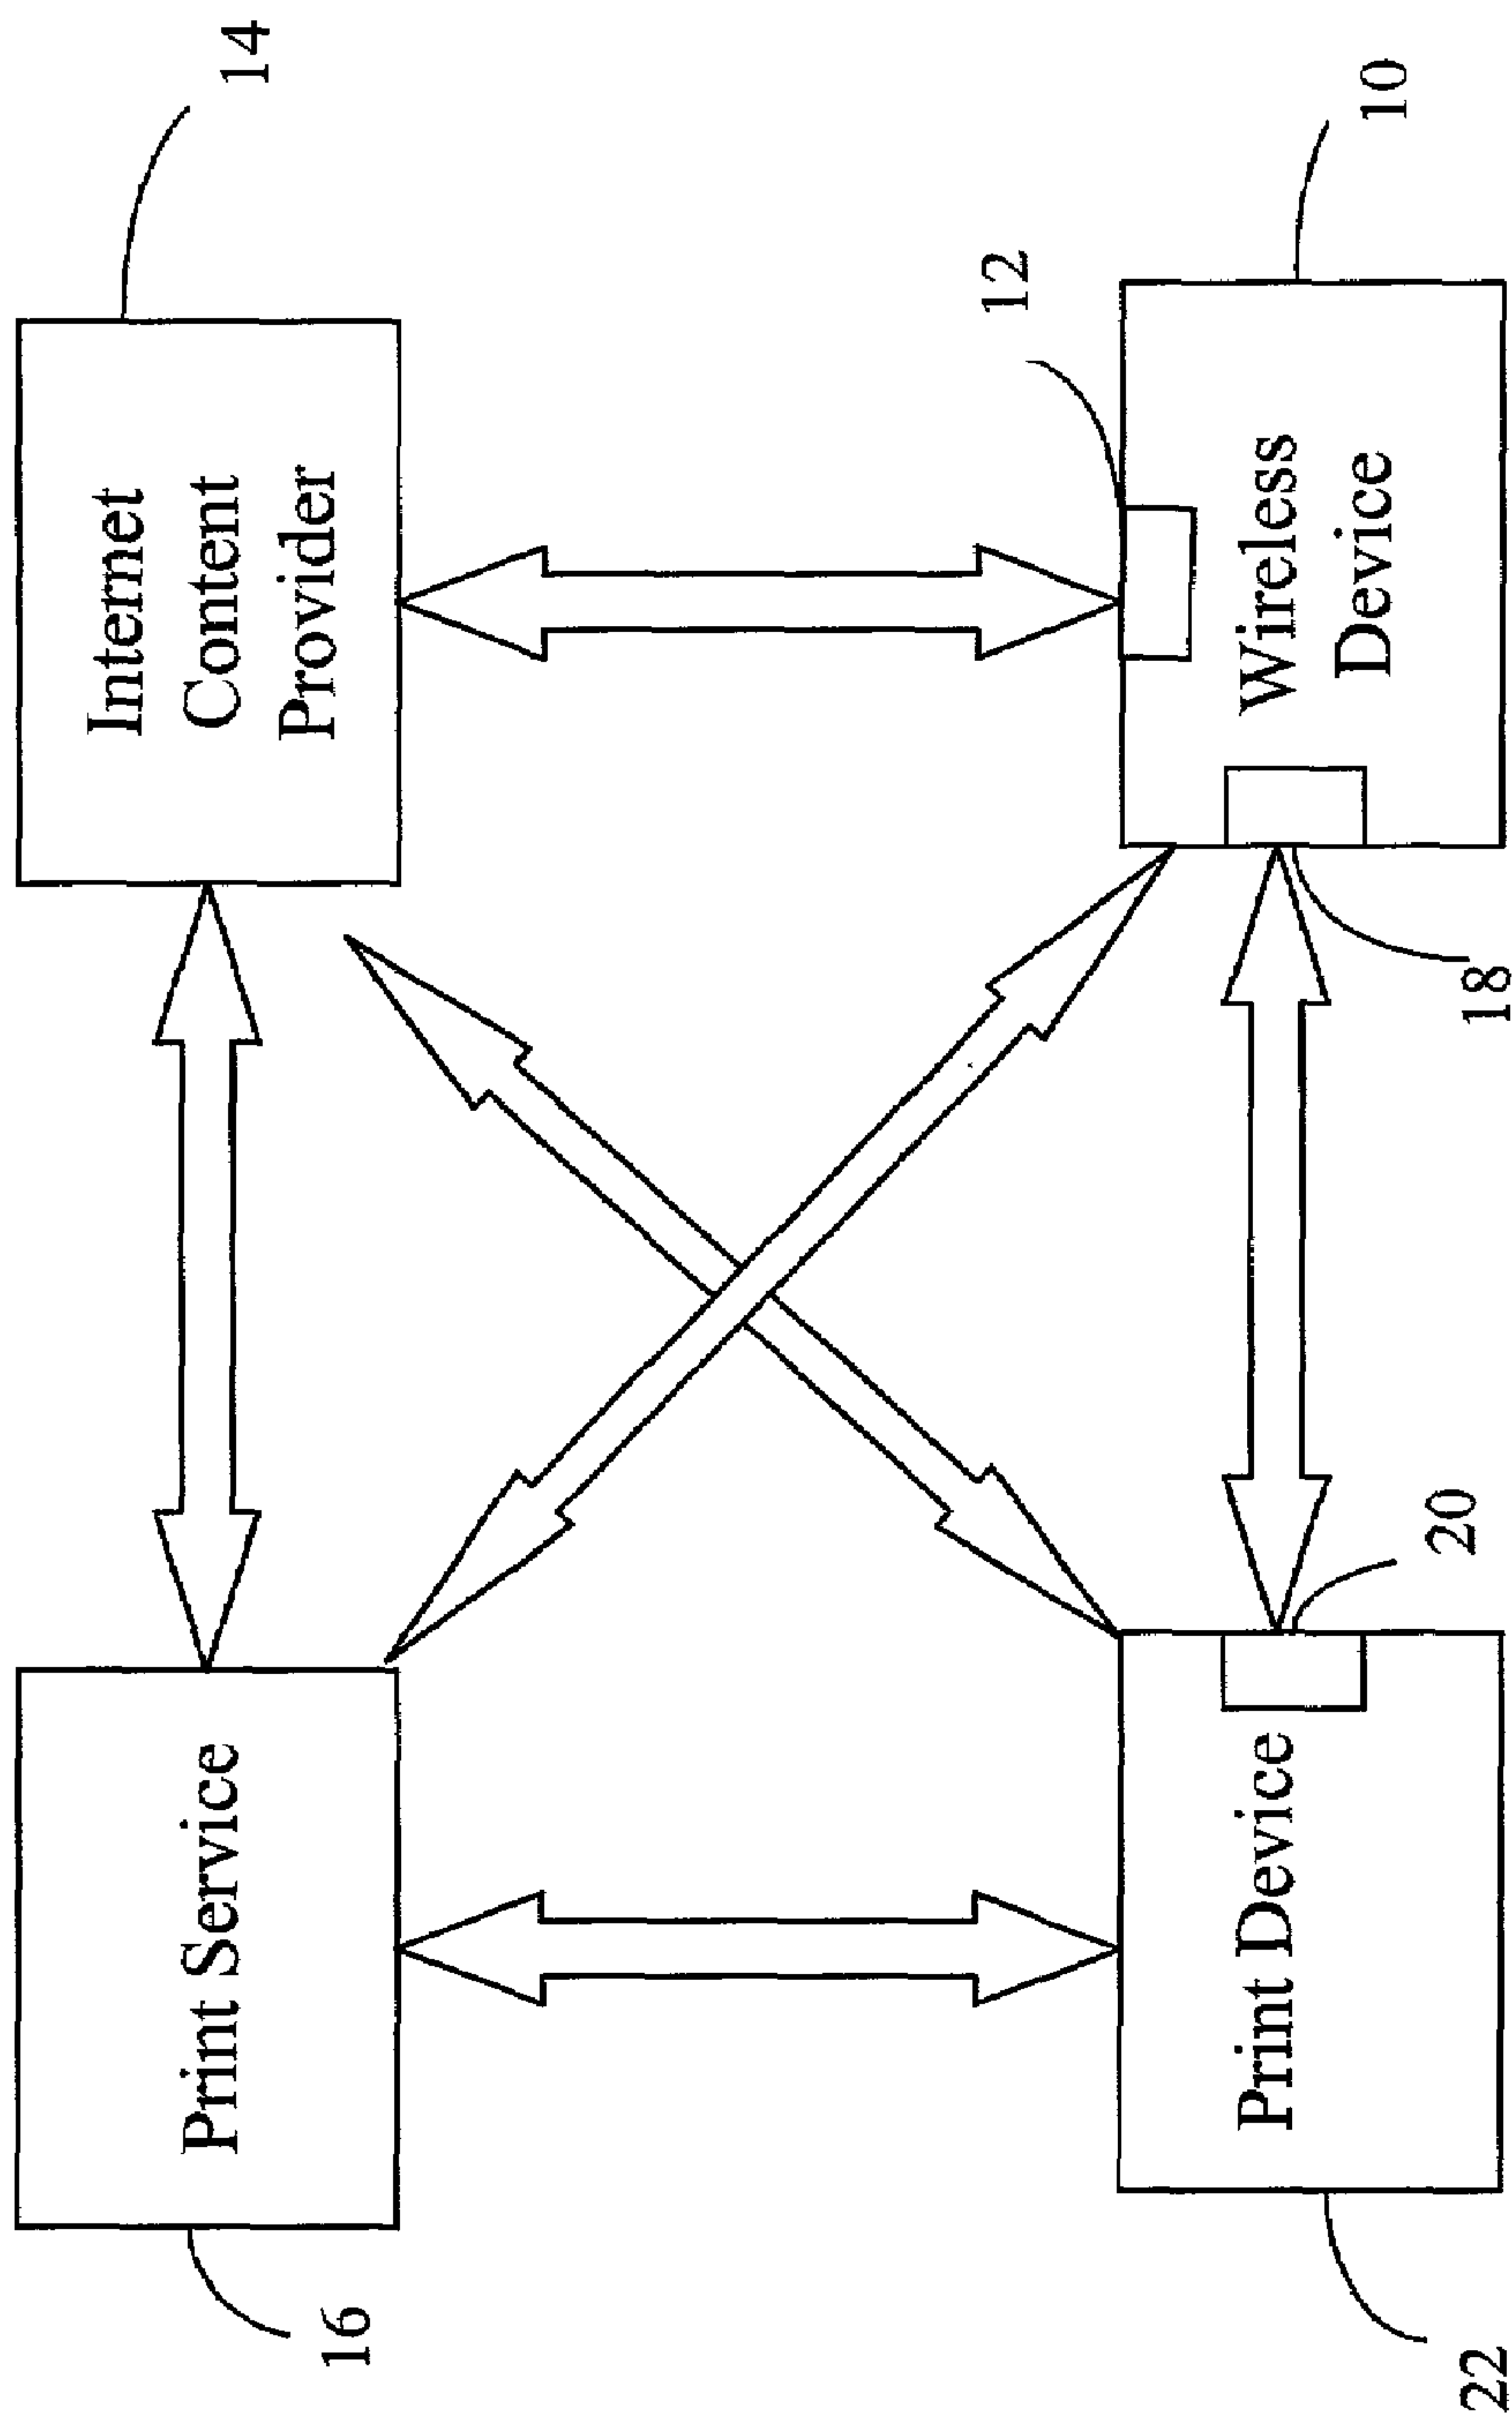 16
Print Service
Internet
Content
Provider
14
12
22
Print Device
20
18
Wireless
Device
10